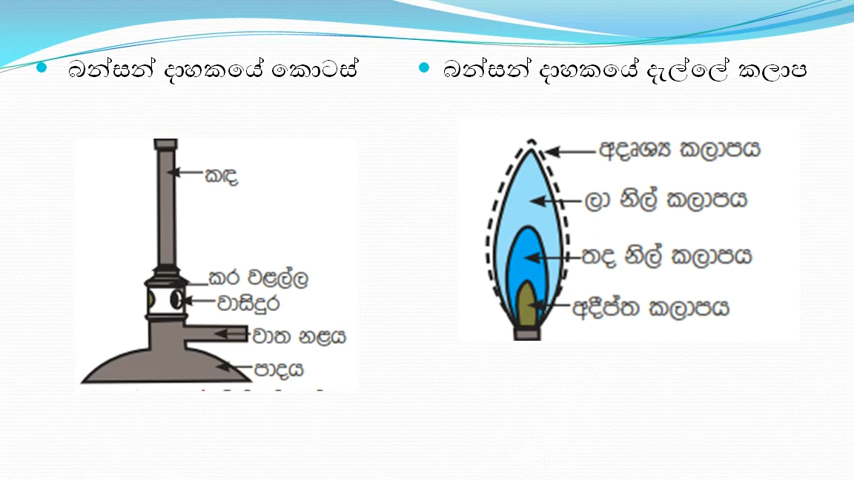 බන්සන් දාහකයේ කොටස්
කඳ
කර වළල්ල
වාසිදුර
වාත නළය
පාදය
බන්සන් දාහකයේ දැල්ලේ කලාප
අදෘශ්‍ය කලාපය
ලා නිල් කලාපය
තද නිල් කලාපය
අදීප්ත කලාපය